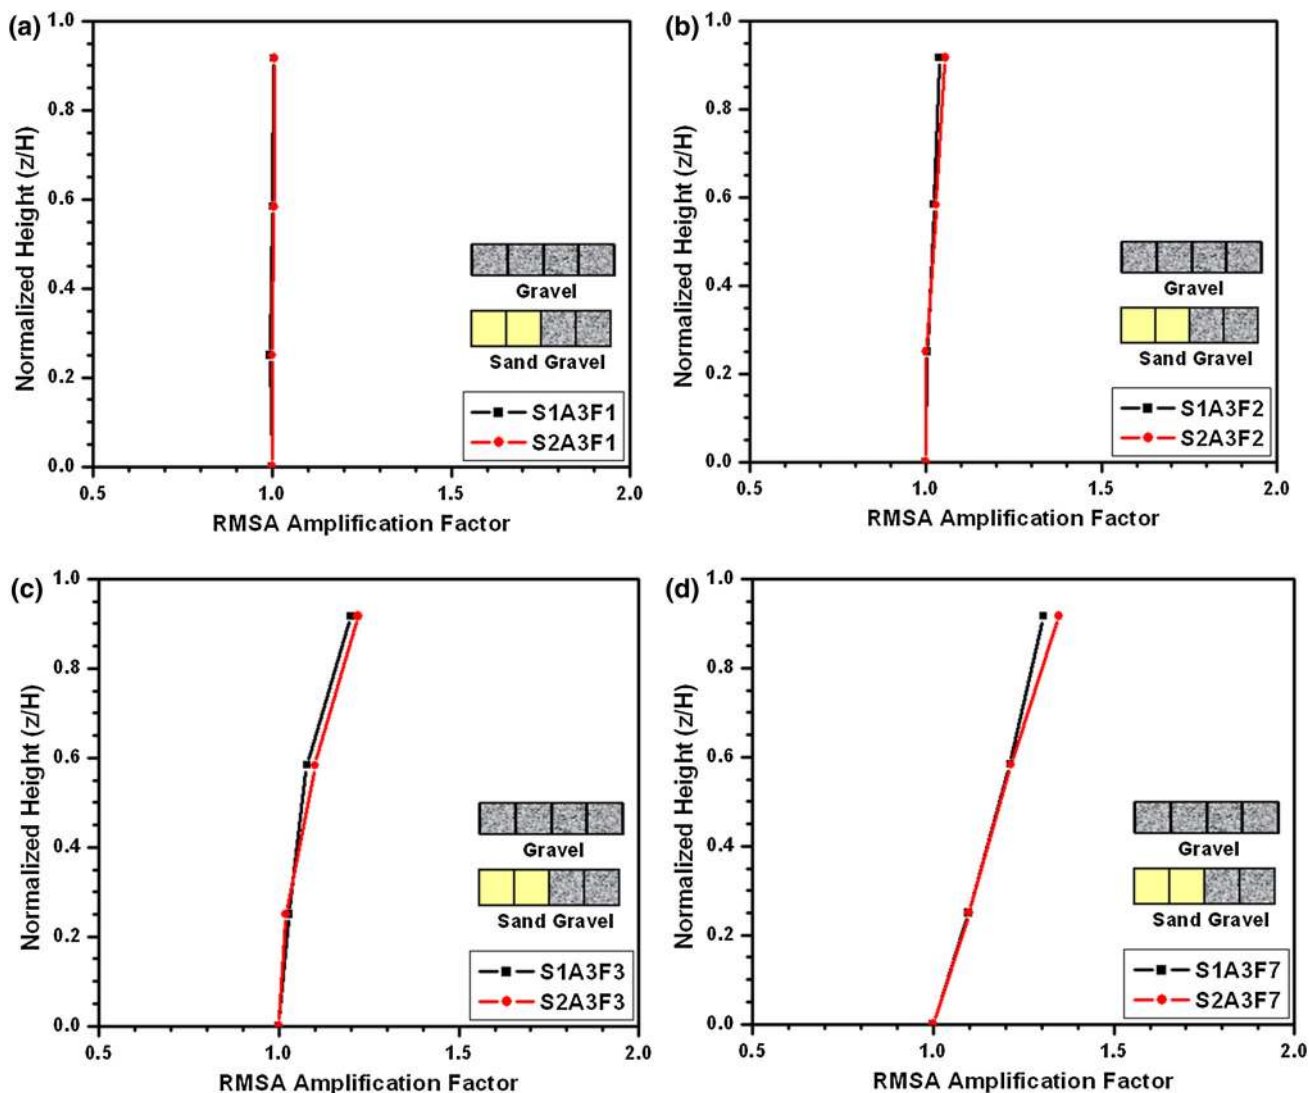 (a)
1.0
0.8
0.6
0.4
0.2
0.0
Normalized Height (z/H)
Gravel
Sand Gravel
S1A3F1
S2A3F1
0.5 1.0 1.5 2.0
RMSA Amplification Factor
(b)
1.0
0.8
0.6
0.4
0.2
0.0
Normalized Height (z/H)
Gravel
Sand Gravel
S1A3F2
S2A3F2
0.5 1.0 1.5 2.0
RMSA Amplification Factor
(c)
1.0
0.8
0.6
0.4
0.2
0.0
Normalized Height (z/H)
Gravel
Sand Gravel
S1A3F3
S2A3F3
0.5 1.0 1.5 2.0
RMSA Amplification Factor
(d)
1.0
0.8
0.6
0.4
0.2
0.0
Normalized Height (z/H)
Gravel
Sand Gravel
S1A3F7
S2A3F7
0.5 1.0 1.5 2.0
RMSA Amplification Factor